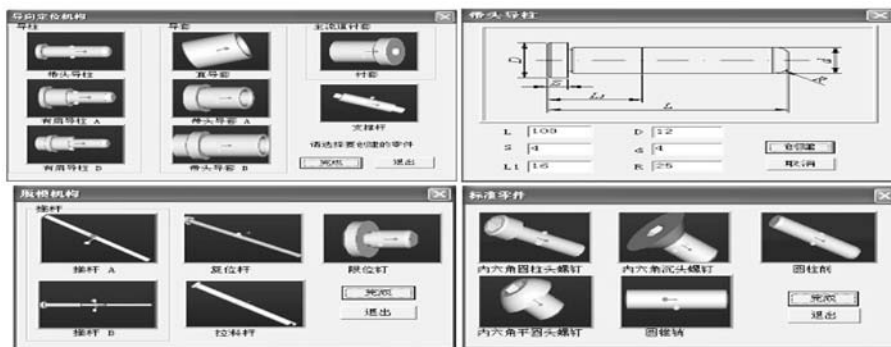 导向定位机构
导柱
导套
主流道衬套
带头导柱
直导套
衬套
有肩导柱 A
带头导套 A
支撑杆
请选择要创建的零件
完成
退出
有肩导柱 B
带头导套 B
带头导柱
D
S
L1
L
d
R
L 100 D 12
S 4 d 4
创建
L1 16 R 25
取消
脱模机构
推杆
推杆 A
复位杆
限位钉
完成
退出
推杆 B
拉料杆
标准零件
内六角圆柱头螺钉
内六角沉头螺钉
圆柱销
完成
退出
内六角平圆头螺钉
圆锥销